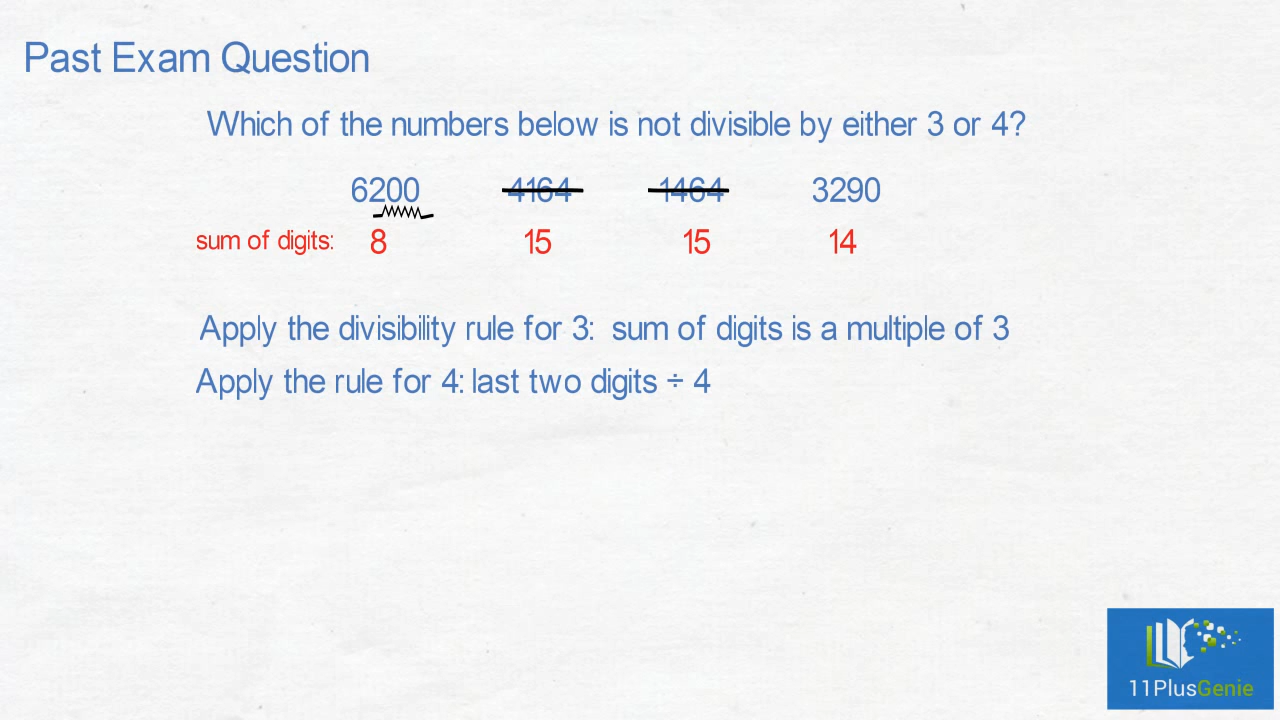 Past Exam Question
Which of the numbers below is not divisible by either 3 or 4?
6200 4164 1464 3290
sum of digits: 8 15 15 14
Apply the divisibility rule for 3: sum of digits is a multiple of 3
Apply the rule for 4: last two digits ÷ 4
11PlusGenie